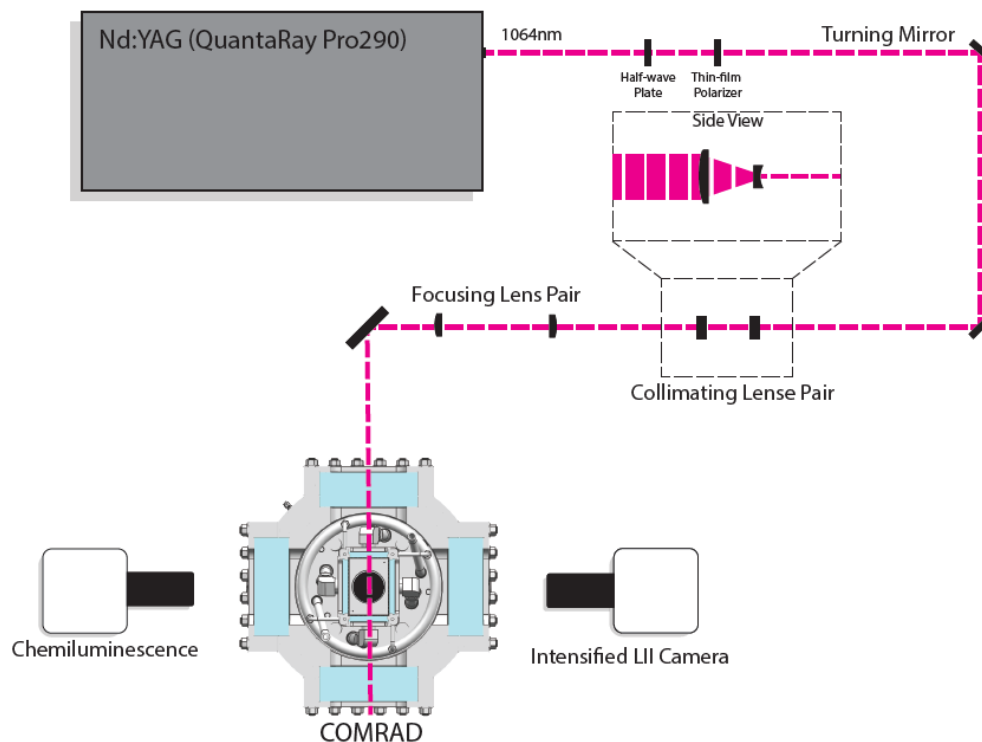 Nd:YAG (QuantaRay Pro290)
1064nm
Turning Mirror
Half-wave
Plate
Thin-film
Polarizer
Side View
Focusing Lens Pair
Collimating Lense Pair
Chemiluminescence
Intensified LII Camera
COMRAD